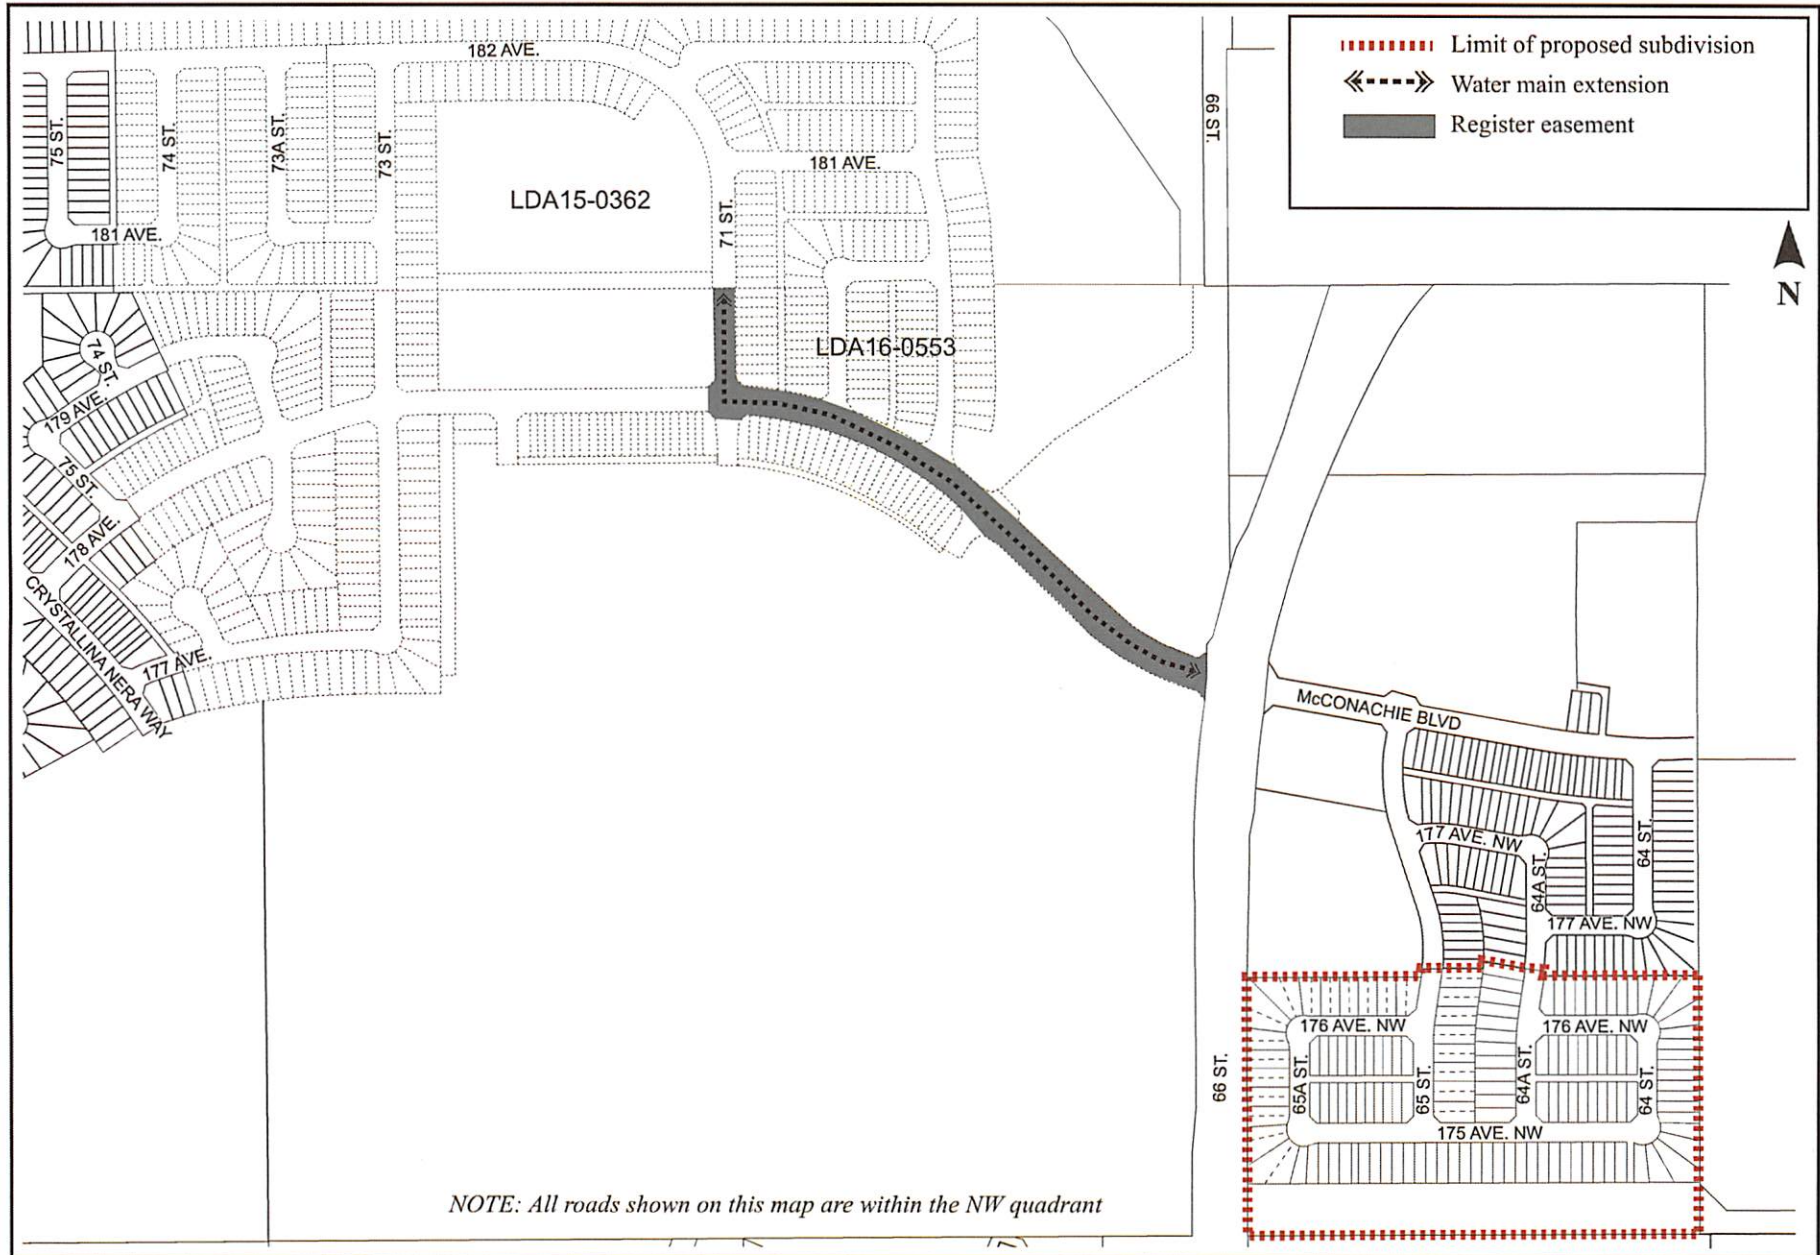 Limit of proposed subdivision
Water main extension
Register easement
N
182 AVE.
66 ST.
75 ST.
74 ST.
73A ST.
73 ST.
181 AVE.
LDA15-0362
71 ST.
181 AVE.
74 ST.
LDA16-0553
179 AVE.
75 ST.
178 AVE.
CRYSTALLINA NERA WAY
177 AVE.
McCONACHIE BLVD
177 AVE. NW
64A ST.
64 ST.
177 AVE. NW
176 AVE. NW
176 AVE. NW
66 ST.
65A ST.
65 ST.
64A ST.
64 ST.
175 AVE. NW
NOTE: All roads shown on this map are within the NW quadrant